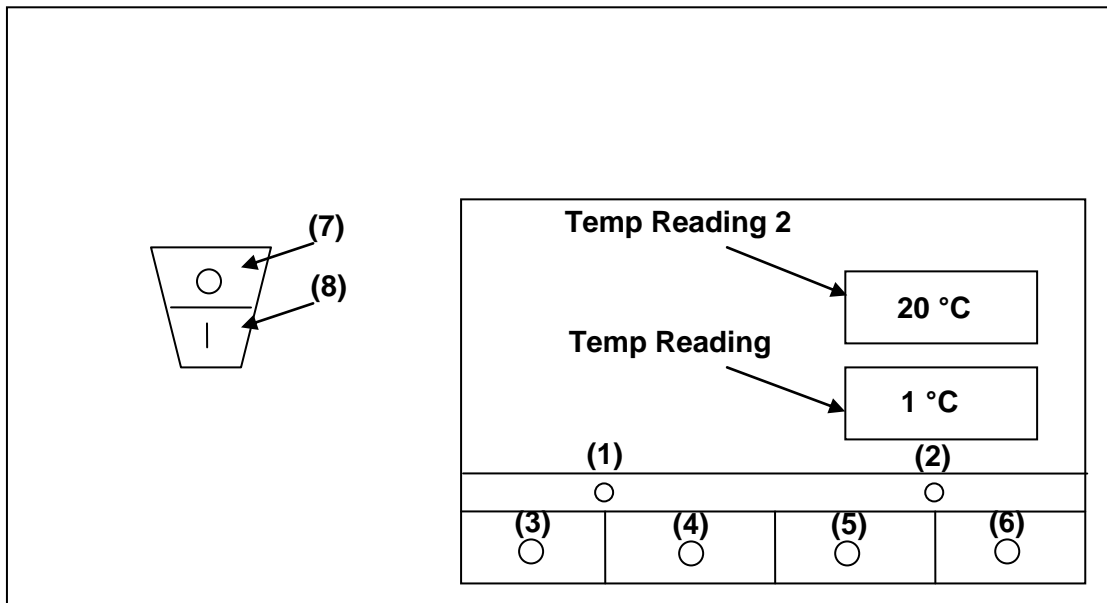 (7)
(8)
Temp Reading 2
20 °C
Temp Reading
1 °C
(1) (2)
(3) (4) (5) (6)